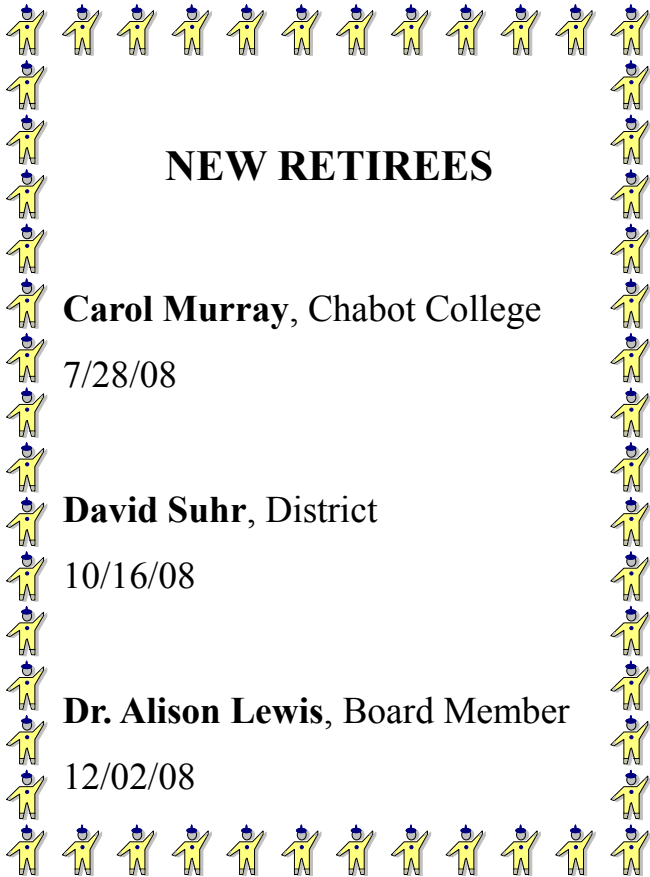 NEW RETIREES
Carol Murray, Chabot College
7/28/08
David Suhr, District
10/16/08
Dr. Alison Lewis, Board Member
12/02/08